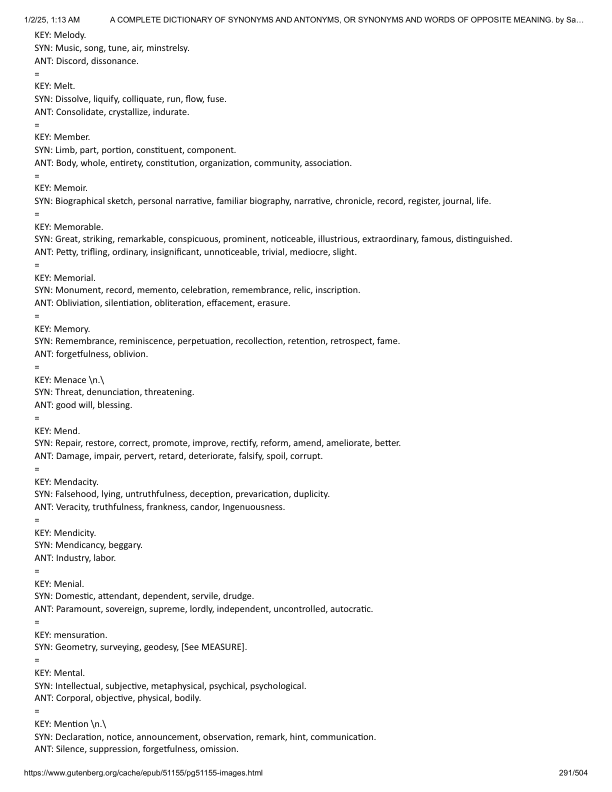 1/2/25, 1:13 AM A COMPLETE DICTIONARY OF SYNONYMS AND ANTONYMS, OR SYNONYMS AND WORDS OF OPPOSITE MEANING. by Sa…
KEY: Melody.
SYN: Music, song, tune, air, minstrelsy.
ANT: Discord, dissonance.
=
KEY: Melt.
SYN: Dissolve, liquify, colliquate, run, flow, fuse.
ANT: Consolidate, crystallize, indurate.
=
KEY: Member.
SYN: Limb, part, portion, constituent, component.
ANT: Body, whole, entirety, constitution, organization, community, association.
=
KEY: Memoir.
SYN: Biographical sketch, personal narrative, familiar biography, narrative, chronicle, record, register, journal, life.
=
KEY: Memorable.
SYN: Great, striking, remarkable, conspicuous, prominent, noticeable, illustrious, extraordinary, famous, distinguished.
ANT: Petty, trifling, ordinary, insignificant, unnoticeable, trivial, mediocre, slight.
=
KEY: Memorial.
SYN: Monument, record, memento, celebration, remembrance, relic, inscription.
ANT: Obliviation, silentiation, obliteration, effacement, erasure.
=
KEY: Memory.
SYN: Remembrance, reminiscence, perpetuation, recollection, retention, retrospect, fame.
ANT: forgetfulness, oblivion.
=
KEY: Menace \n.\
SYN: Threat, denunciation, threatening.
ANT: good will, blessing.
=
KEY: Mend.
SYN: Repair, restore, correct, promote, improve, rectify, reform, amend, ameliorate, better.
ANT: Damage, impair, pervert, retard, deteriorate, falsify, spoil, corrupt.
=
KEY: Mendacity.
SYN: Falsehood, lying, untruthfulness, deception, prevarication, duplicity.
ANT: Veracity, truthfulness, frankness, candor, Ingenuousness.
=
KEY: Mendicity.
SYN: Mendicancy, beggary.
ANT: Industry, labor.
=
KEY: Menial.
SYN: Domestic, attendant, dependent, servile, drudge.
ANT: Paramount, sovereign, supreme, lordly, independent, uncontrolled, autocratic.
=
KEY: mensuration.
SYN: Geometry, surveying, geodesy, [See MEASURE].
=
KEY: Mental.
SYN: Intellectual, subjective, metaphysical, psychical, psychological.
ANT: Corporal, objective, physical, bodily.
=
KEY: Mention \n.\
SYN: Declaration, notice, announcement, observation, remark, hint, communication.
ANT: Silence, suppression, forgetfulness, omission.
https://www.gutenberg.org/cache/epub/51155/pg51155-images.html 291/504